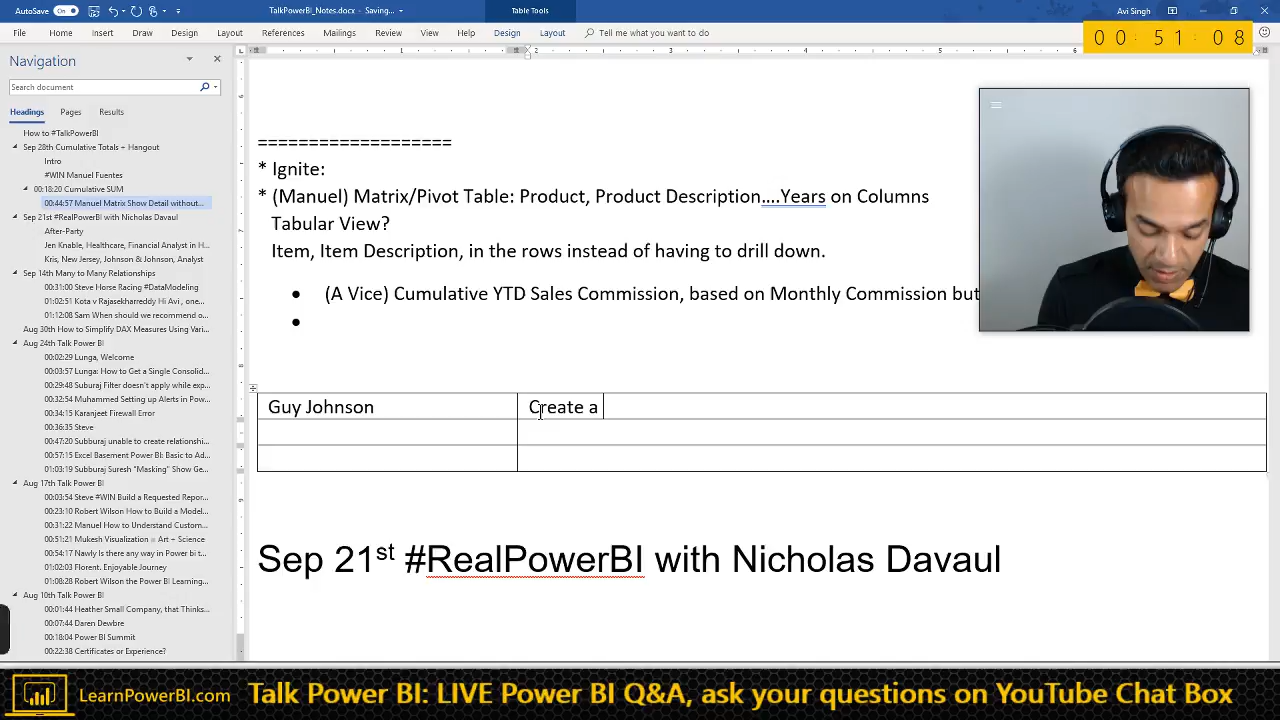 AutoSave On
TalkPowerBI_Notes.docx - Saving...
Table Tools
Avi Singh
File Home Insert Draw Design Layout References Mailings Review View Help Design Layout Tell me what you want to do
00:51:08
Navigation
Search document
Headings Pages Results
How to #TalkPowerBI
Sep 28th Cumulative Totals + Hangout
Intro
#WIN Manuel Fuentes
00:18:20 Cumulative SUM
00:44:57 Manuel Matrix Show Detail without...
Sep 21st #RealPowerBI with Nicholas Davaul
After-Party
Jen Knable, Healthcare, Financial Analyst in H...
Kris, New Jersey, Johnson & Johnson, Analyst
Sep 14th Many to Many Relationships
00:31:00 Steve Horse Racing #DataModeling
01:02:51 Kota v Rajasekharreddy Hi Avi , one...
01:12:08 Sam When should we recommend o...
Aug 30th How to Simplify DAX Measures Using Vari...
Aug 24th Talk Power BI
00:02:29 Lunga, Welcome
00:03:57 Lunga: How to Get a Single Consolid...
00:29:48 Suburaj Filter doesn't apply while exp...
00:32:54 Muhammed Setting up Alerts in Pow...
00:34:15 Karanjeet Firewall Error
00:36:35 Steve
00:47:20 Subburaj unable to create relationshi...
00:57:15 Excel Basement Power BI: Basic to Ad...
01:03:19 Subburaj Suresh "Masking" Show Ge...
Aug 17th Talk Power BI
00:03:54 Steve #WIN Build a Requested Repor...
00:23:10 Robert Wilson How to Build a Model...
00:31:22 Manuel How to Understand Custom...
00:51:21 Mukesh Visualization = Art + Science
00:54:17 Nawly Is there any way in Power bi t...
01:02:03 Florent. Enjoyable Journey
01:08:28 Robert Wilson the Power BI Learning...
Aug 10th Talk Power BI
00:01:44 Heather Small Company, that Thinks...
00:07:44 Daren Dewbre
00:18:04 Power BI Summit
00:22:38 Certificates or Experience?
===================
* Ignite:
* (Manuel) Matrix/Pivot Table: Product, Product Description....Years on Columns
Tabular View?
Item, Item Description, in the rows instead of having to drill down.
• (A Vice) Cumulative YTD Sales Commission, based on Monthly Commission but
•
Guy Johnson Create a
Sep 21st #RealPowerBI with Nicholas Davaul
LearnPowerBI.com Talk Power BI: LIVE Power BI Q&A, ask your questions on YouTube Chat Box